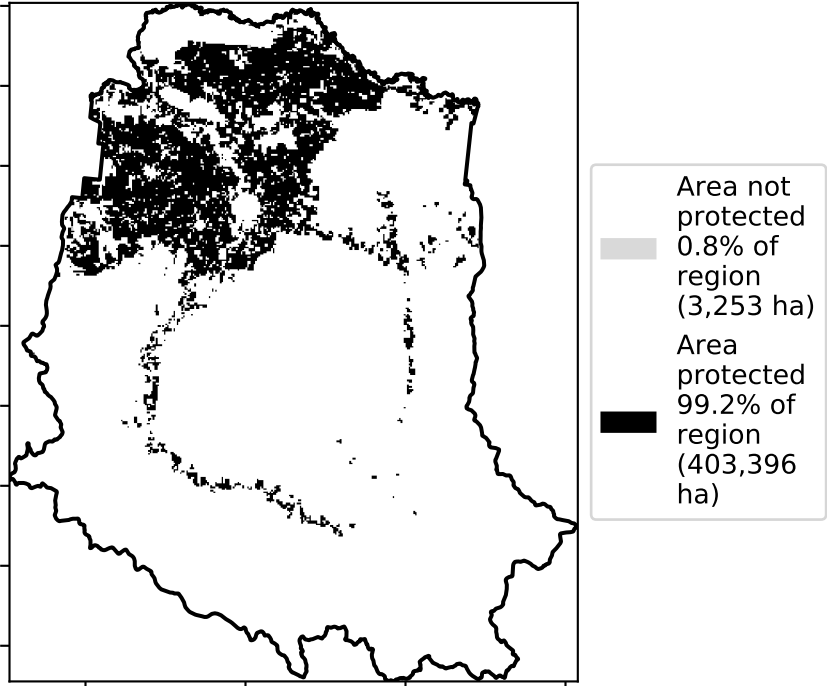 Area not
protected
0.8% of
region
(3,253 ha)
Area
protected
99.2% of
region
(403,396
ha)